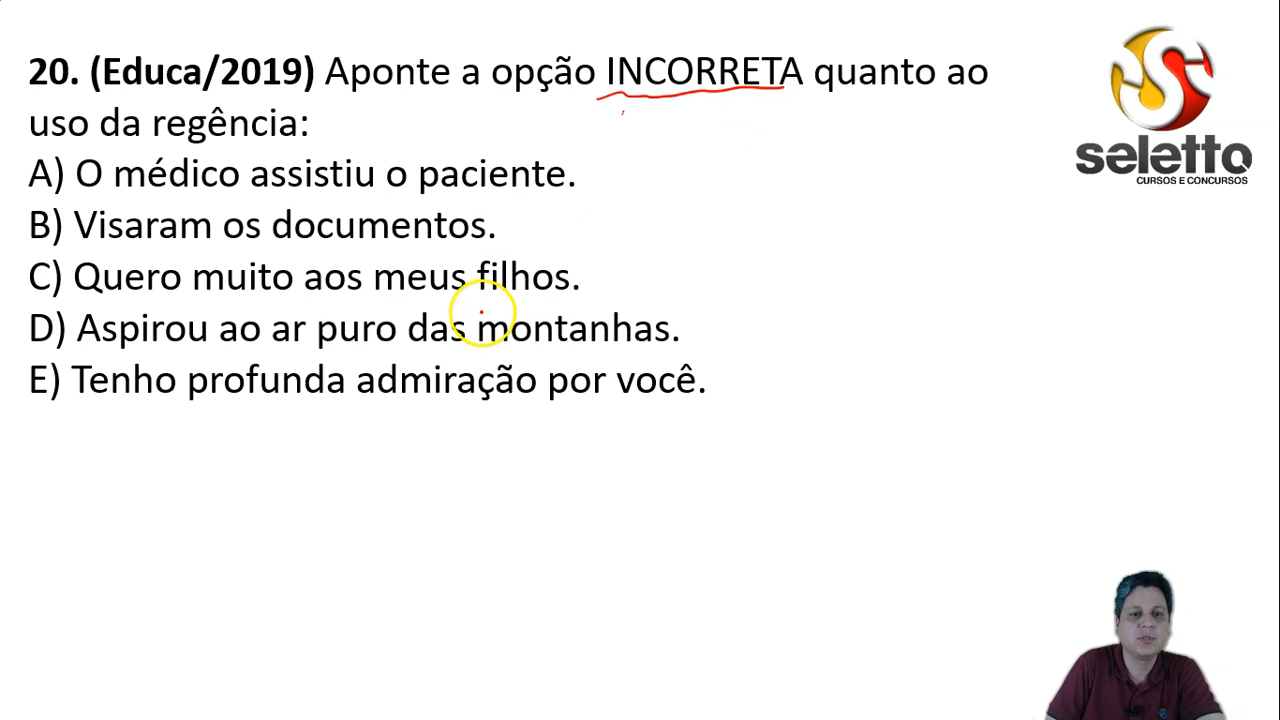 20. (Educa/2019) Aponte a opção INCORRETA quanto ao
uso da regência:
A) O médico assistiu o paciente.
B) Visaram os documentos.
C) Quero muito aos meus filhos.
D) Aspirou ao ar puro das montanhas.
E) Tenho profunda admiração por você.
seletto
CURSOS E CONCURSOS